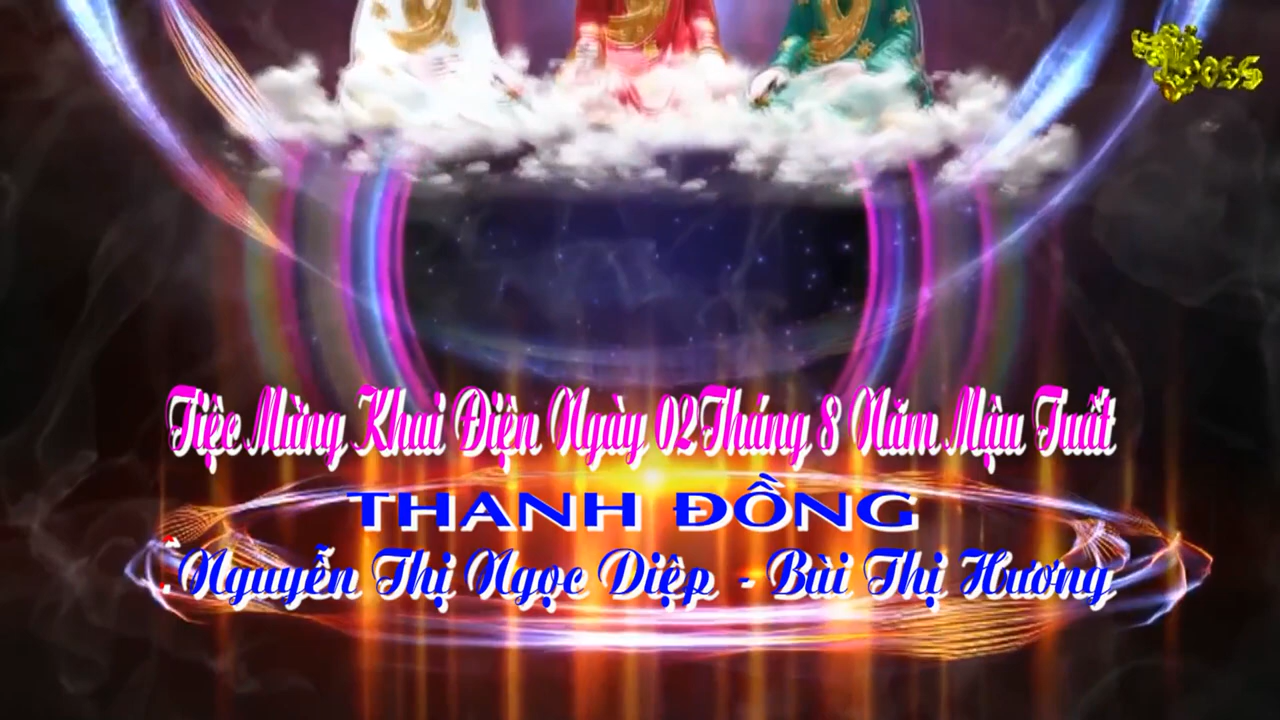 Tiệc Mừng Khai Điện Ngày 02 Tháng 8 Năm Mậu Tuất
THANH ĐỒNG
Nguyễn Thị Ngọc Diệp - Bùi Thị Hương